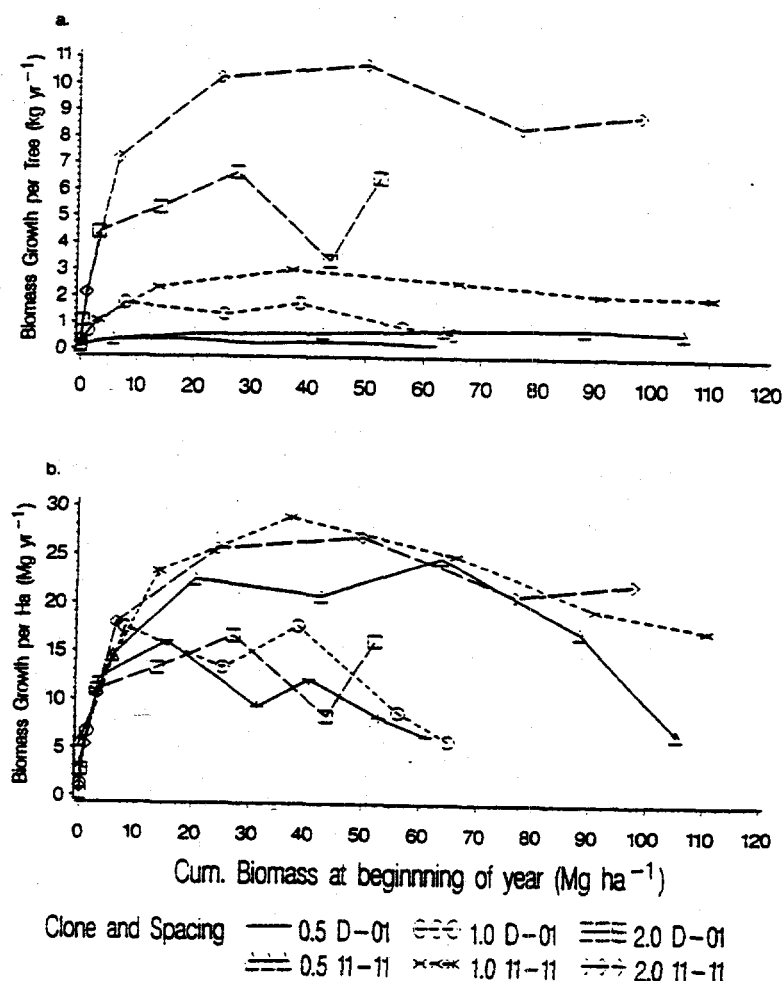 a.
Biomass Growth per Tree (kg yr⁻¹)
11
10
9
8
7
6
5
4
3
2
1
0
0 10 20 30 40 50 60 70 80 90 100 110 120
b.
Biomass Growth per Ha (Mg yr⁻¹)
30
25
20
15
10
5
0
0 10 20 30 40 50 60 70 80 90 100 110 120
Cum. Biomass at beginnning of year (Mg ha⁻¹)
Clone and Spacing 0.5 D-01 1.0 D-01 2.0 D-01
0.5 11-11 1.0 11-11 2.0 11-11